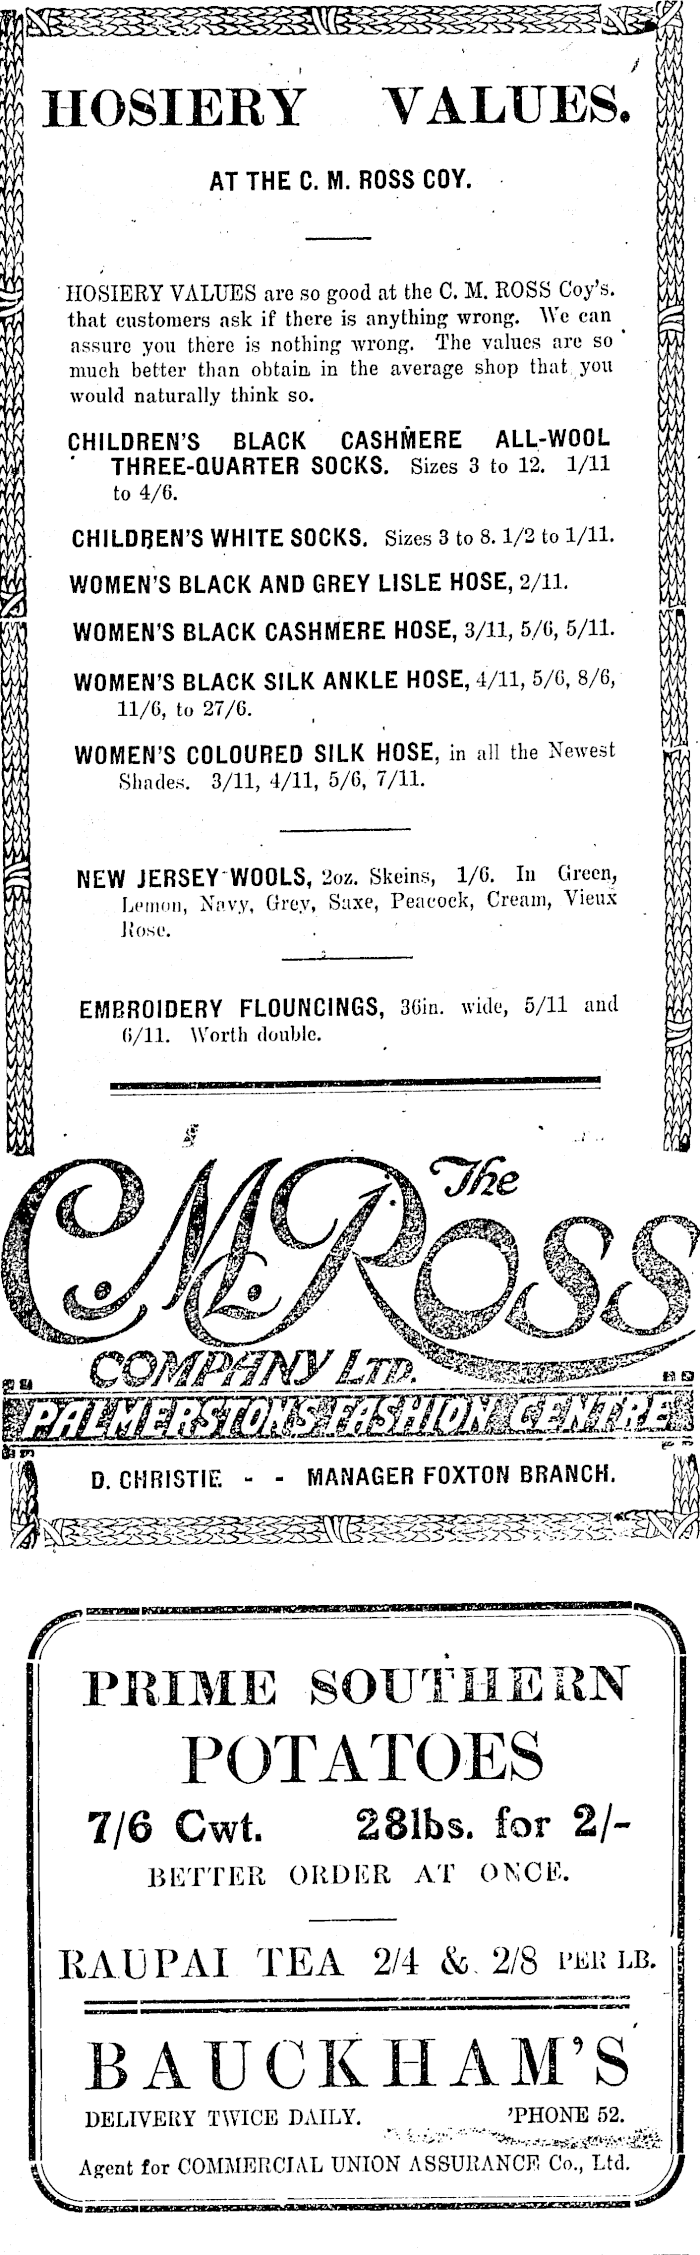 HOSIERY VALUES.
AT THE C. M. ROSS COY.
HOSIERY VALUES are so good at the C. M. ROSS Coy's.
that customers ask if there is anything wrong. We can
assure you there is nothing wrong. The values are so
much better than obtain in the average shop that you
would naturally think so.
CHILDREN'S BLACK CASHMERE ALL-WOOL
THREE-QUARTER SOCKS. Sizes 3 to 12. 1/11
to 4/6.
CHILDREN'S WHITE SOCKS. Sizes 3 to 8. 1/2 to 1/11.
WOMEN'S BLACK AND GREY LISLE HOSE, 2/11.
WOMEN'S BLACK CASHMERE HOSE, 3/11, 5/6, 5/11.
WOMEN'S BLACK SILK ANKLE HOSE, 4/11, 5/6, 8/6,
11/6, to 27/6.
WOMEN'S COLOURED SILK HOSE, in all the Newest
Shades. 3/11, 4/11, 5/6, 7/11.
NEW JERSEY WOOLS, 2oz. Skeins, 1/6. In Green,
Lemon, Navy, Grey, Saxe, Peacock, Cream, Vieux
Rose.
EMBROIDERY FLOUNCINGS, 36in. wide, 5/11 and
6/11. Worth double.
The
C. M. Ross
COMPANY LTD.
PALMERSTON'S FASHION CENTRE
D. CHRISTIE - - MANAGER FOXTON BRANCH.
PRIME SOUTHERN
POTATOES
7/6 Cwt. 28lbs. for 2/-
BETTER ORDER AT ONCE.
RAUPAI TEA 2/4 & 2/8 PER LB.
BAUCKHAM'S
DELIVERY TWICE DAILY. 'PHONE 52.
Agent for COMMERCIAL UNION ASSURANCE Co., Ltd.